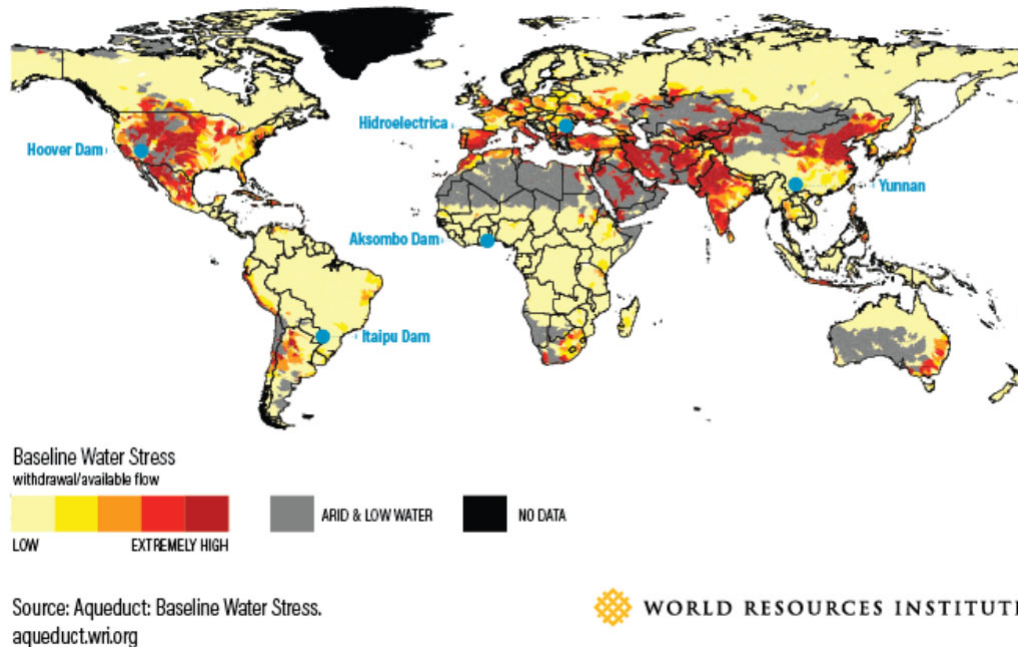 Hidroelectrica
Hoover Dam
Yunnan
Aksombo Dam
Itaipu Dam
Baseline Water Stress
withdrawal/available flow
LOW
EXTREMELY HIGH
ARID & LOW WATER
NO DATA
Source: Aqueduct: Baseline Water Stress.
aqueduct.wri.org
WORLD RESOURCES INSTITUTE